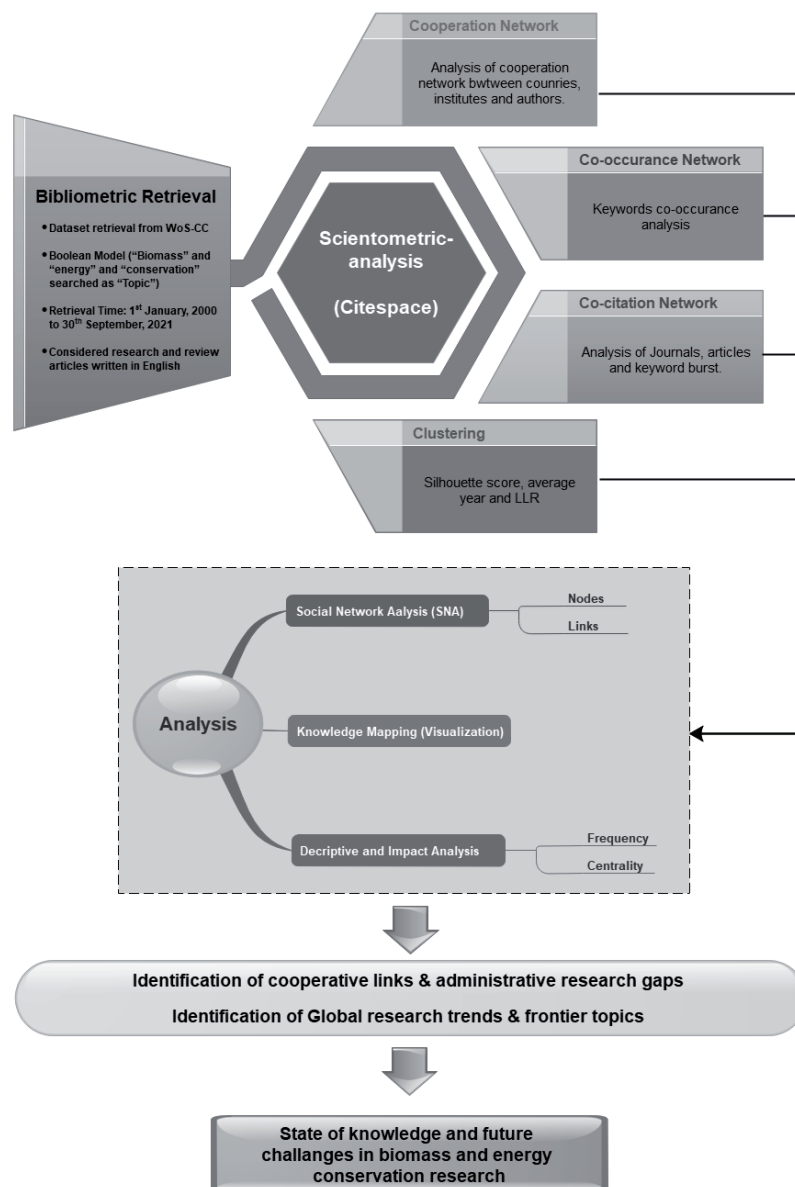 Cooperation Network
Analysis of cooperation
network bwtween counries,
institutes and authors.
Bibliometric Retrieval
• Dataset retrieval from WoS-CC
• Boolean Model (“Biomass” and
“energy” and “conservation”
searched as “Topic”)
• Retrieval Time: 1st January, 2000
to 30th September, 2021
• Considered research and review
articles written in English
Scientometric-
analysis
(Citespace)
Co-occurance Network
Keywords co-occurance
analysis
Co-citation Network
Analysis of Journals, articles
and keyword burst.
Clustering
Silhouette score, average
year and LLR
Analysis
Social Network Aalysis (SNA)
Nodes
Links
Knowledge Mapping (Visualization)
Decriptive and Impact Analysis
Frequency
Centrality
Identification of cooperative links & administrative research gaps
Identification of Global research trends & frontier topics
State of knowledge and future
challanges in biomass and energy
conservation research